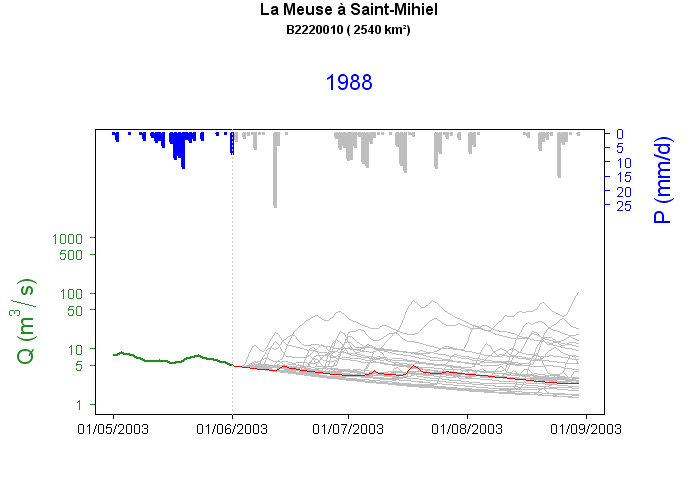 La Meuse à Saint-Mihiel
B2220010 ( 2540 km²)
1988
0
5
10
15
20
25
P (mm/d)
1000
500
100
50
10
5
1
Q (m³/ s)
01/05/2003 01/06/2003 01/07/2003 01/08/2003 01/09/2003